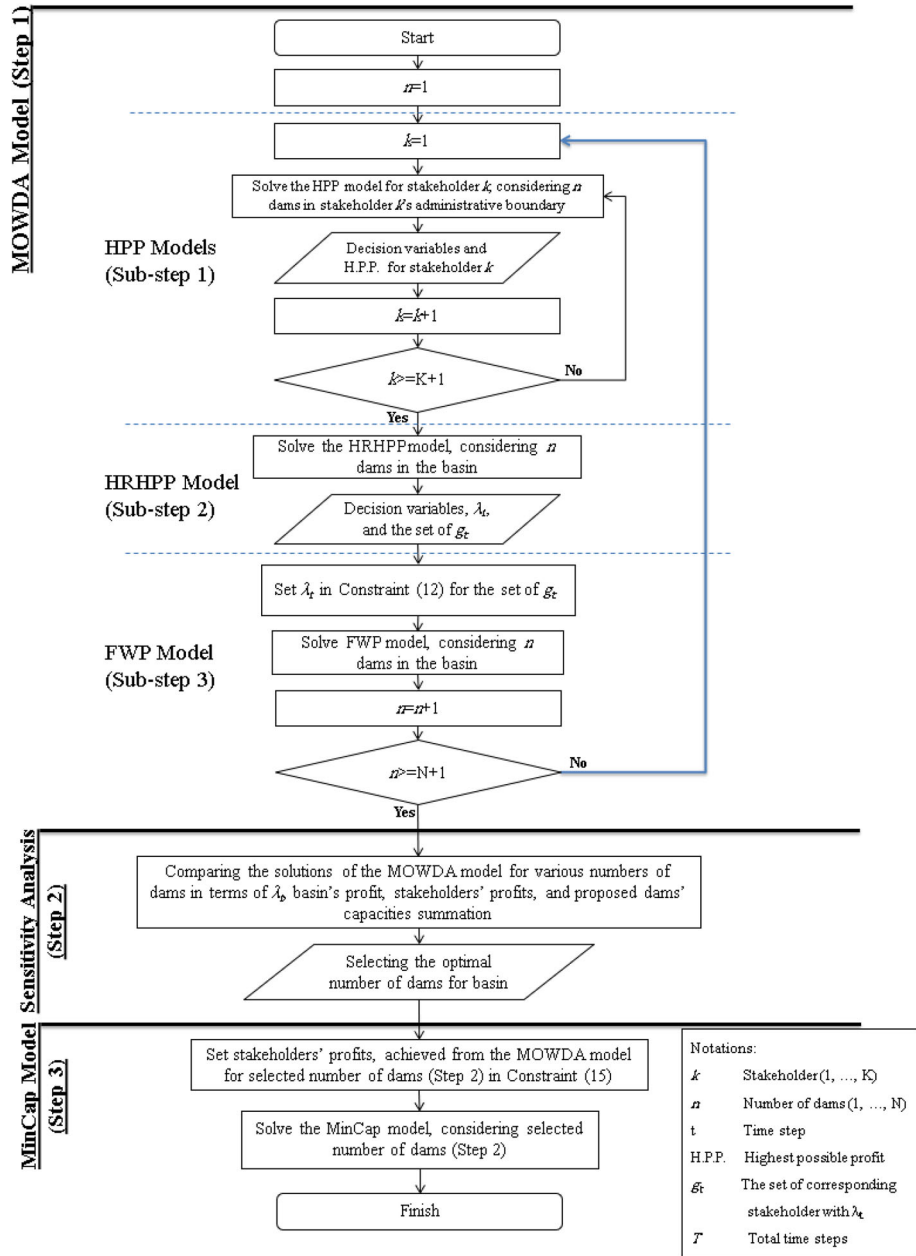 MOWDA Model (Step 1)
Start
n=1
k=1
Solve the HPP model for stakeholder k, considering n
dams in stakeholder k's administrative boundary
HPP Models
(Sub-step 1)
Decision variables and
H.P.P. for stakeholder k
k=k+1
k>=K+1
No
Yes
HRHPP Model
(Sub-step 2)
Solve the HRHPP model, considering n
dams in the basin
Decision variables, λt,
and the set of gt
FWP Model
(Sub-step 3)
Set λt in Constraint (12) for the set of gt
Solve FWP model, considering n
dams in the basin
n=n+1
n>=N+1
No
Yes
Sensitivity Analysis
(Step 2)
Comparing the solutions of the MOWDA model for various numbers of
dams in terms of λt, basin's profit, stakeholders' profits, and proposed dams'
capacities summation
Selecting the optimal
number of dams for basin
MinCap Model
(Step 3)
Set stakeholders' profits, achieved from the MOWDA model
for selected number of dams (Step 2) in Constraint (15)
Solve the MinCap model, considering selected
number of dams (Step 2)
Finish
Notations:
k Stakeholder (1, ..., K)
n Number of dams (1, ..., N)
t Time step
H.P.P. Highest possible profit
gt The set of corresponding
stakeholder with λt
T Total time steps